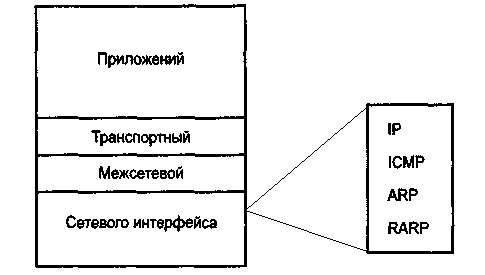 Приложений
Транспортный
Межсетевой
Сетевого интерфейса
IP
ICMP
ARP
RARP